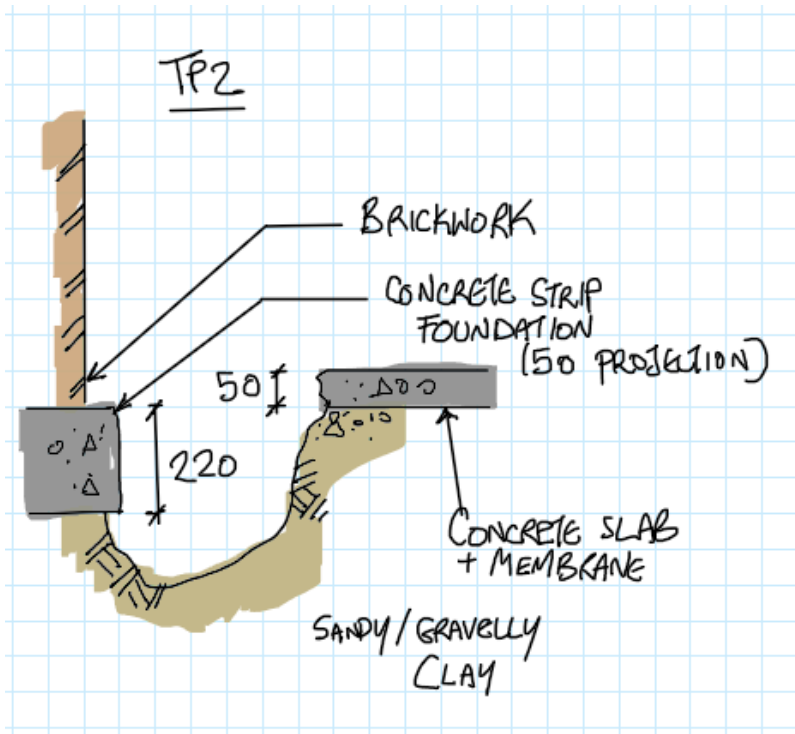 TP2
BRICKWORK
CONCRETE STRIP
FOUNDATION
(50 PROJECTION)
50
220
CONCRETE SLAB
+ MEMBRANE
SANDY/GRAVELLY
CLAY